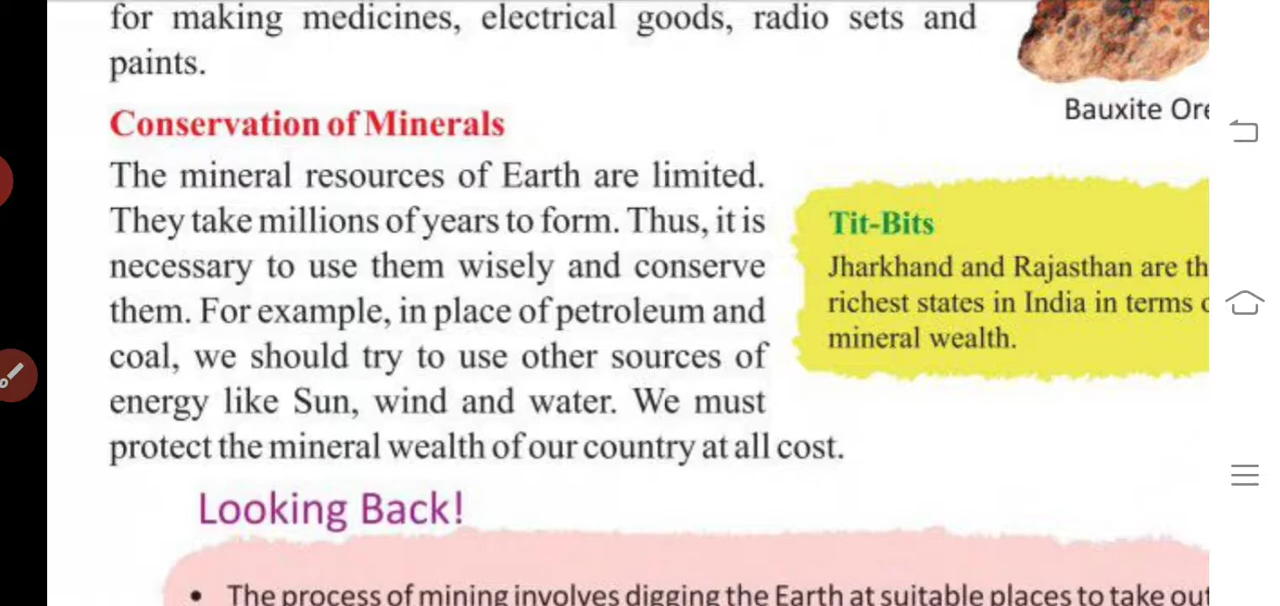 for making medicines, electrical goods, radio sets and
paints.
Bauxite Ore
Conservation of Minerals
The mineral resources of Earth are limited.
They take millions of years to form. Thus, it is
necessary to use them wisely and conserve
them. For example, in place of petroleum and
coal, we should try to use other sources of
energy like Sun, wind and water. We must
protect the mineral wealth of our country at all cost.
Tit-Bits
Jharkhand and Rajasthan are
richest states in India in terms
mineral wealth.
Looking Back!
• The process of mining involves digging the Earth at suitable places to take out